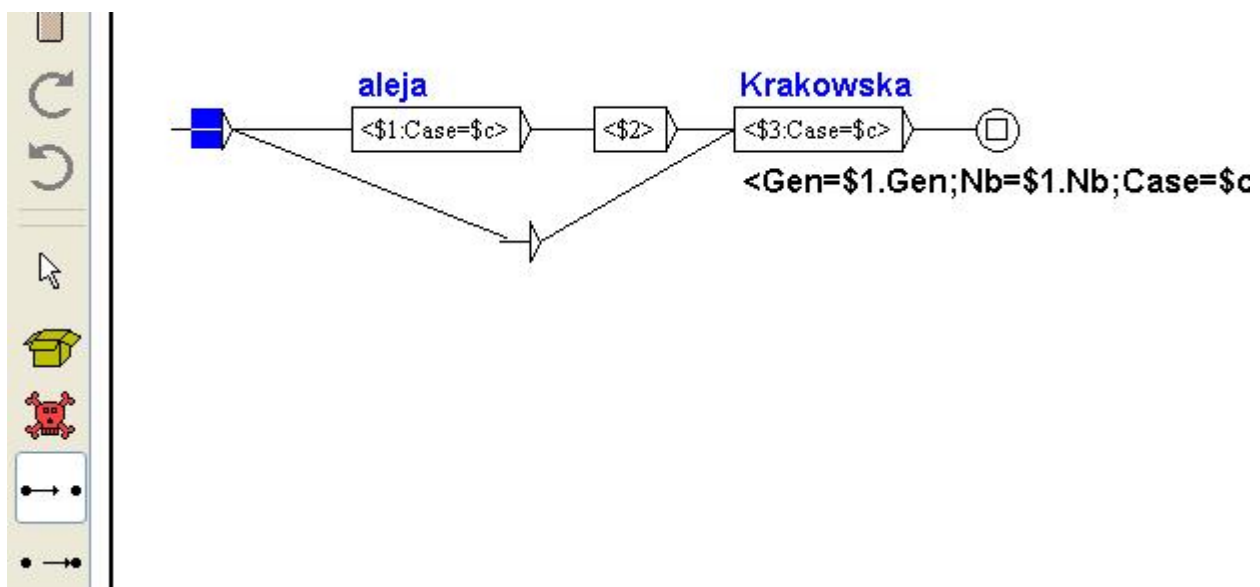 aleja Krakowska
<$1:Case=$c> <$2> <$3:Case=$c>
<Gen=$1.Gen;Nb=$1.Nb;Case=$c